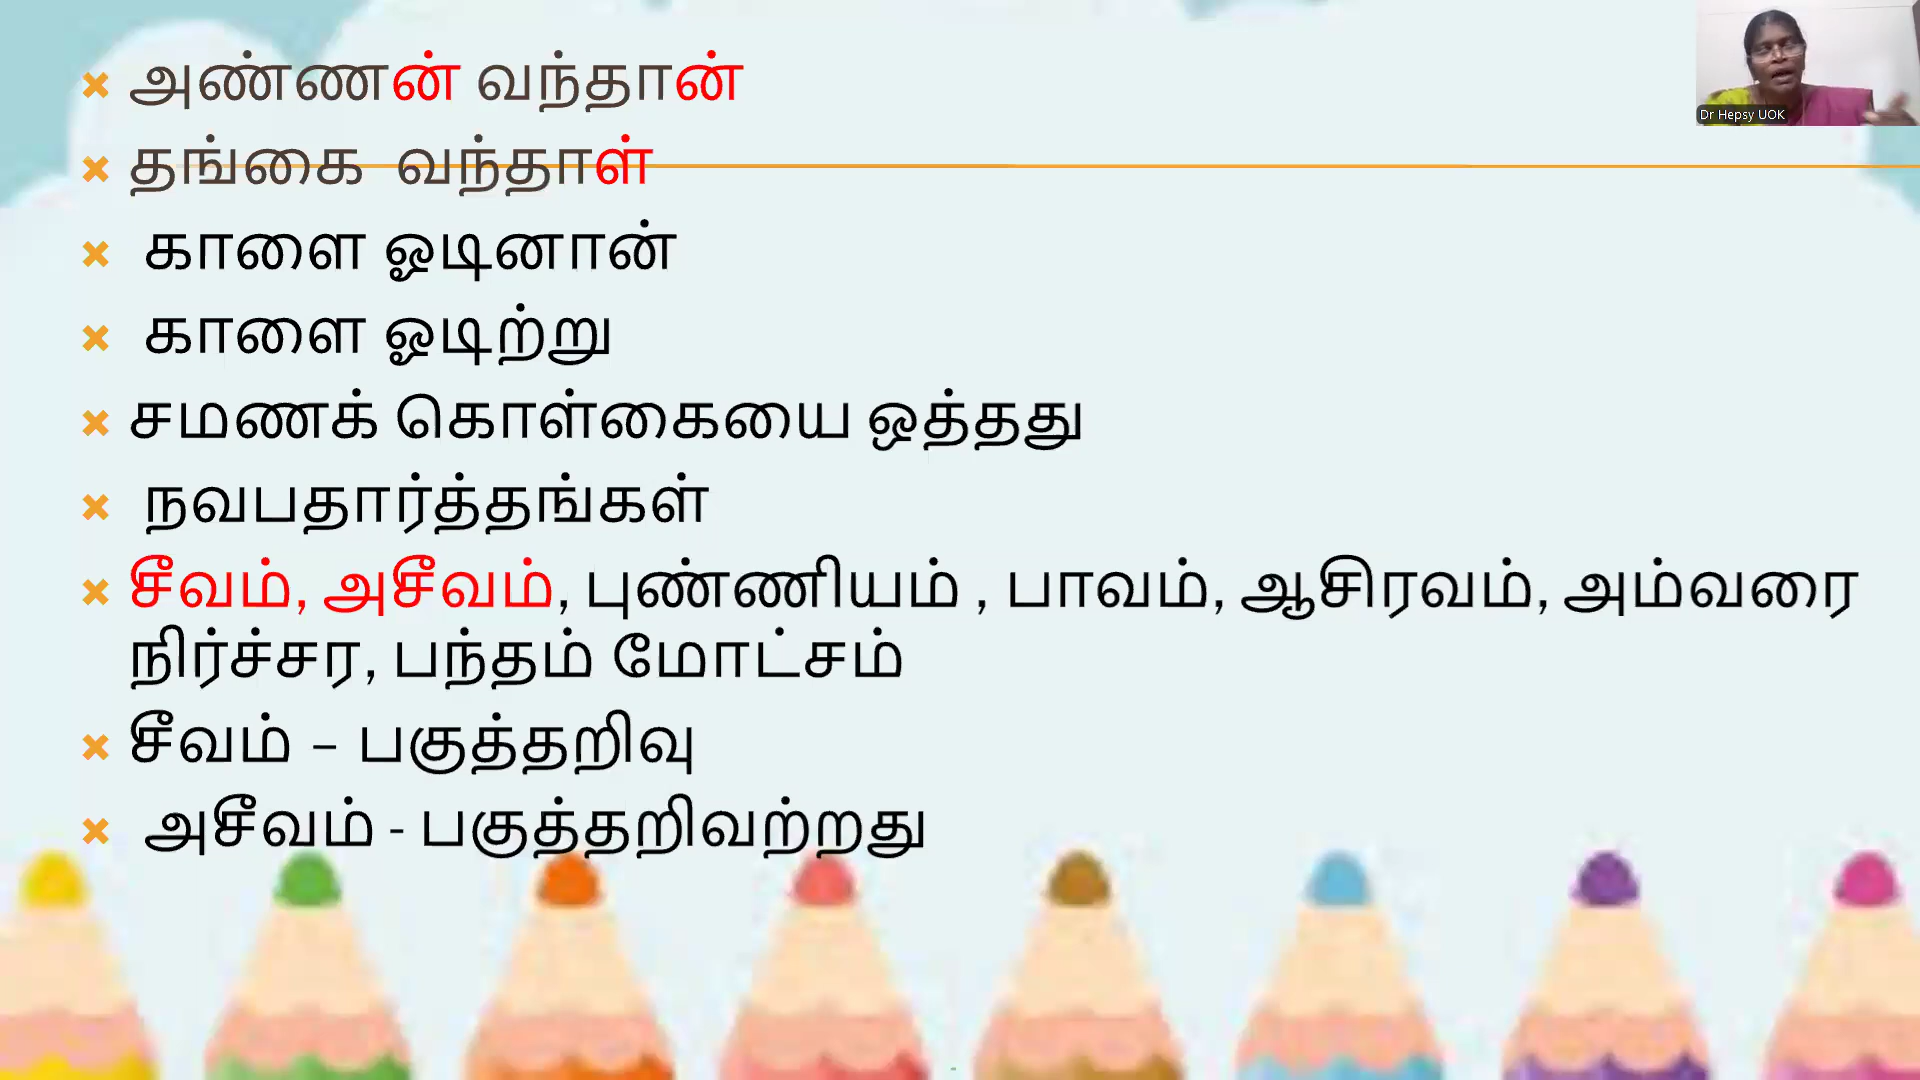 அண்ணன் வந்தான்
தங்கை வந்தாள்
காளை ஓடினான்
காளை ஓடிற்று
சமணக் கொள்கையை ஒத்தது
நவபதார்த்தங்கள்
சீவம், அசீவம், புண்ணியம் , பாவம், ஆசிரவம், அம்வரை
நிர்ச்சர, பந்தம் மோட்சம்
சீவம் – பகுத்தறிவு
அசீவம் - பகுத்தறிவற்றது
Dr Hepsy UOK